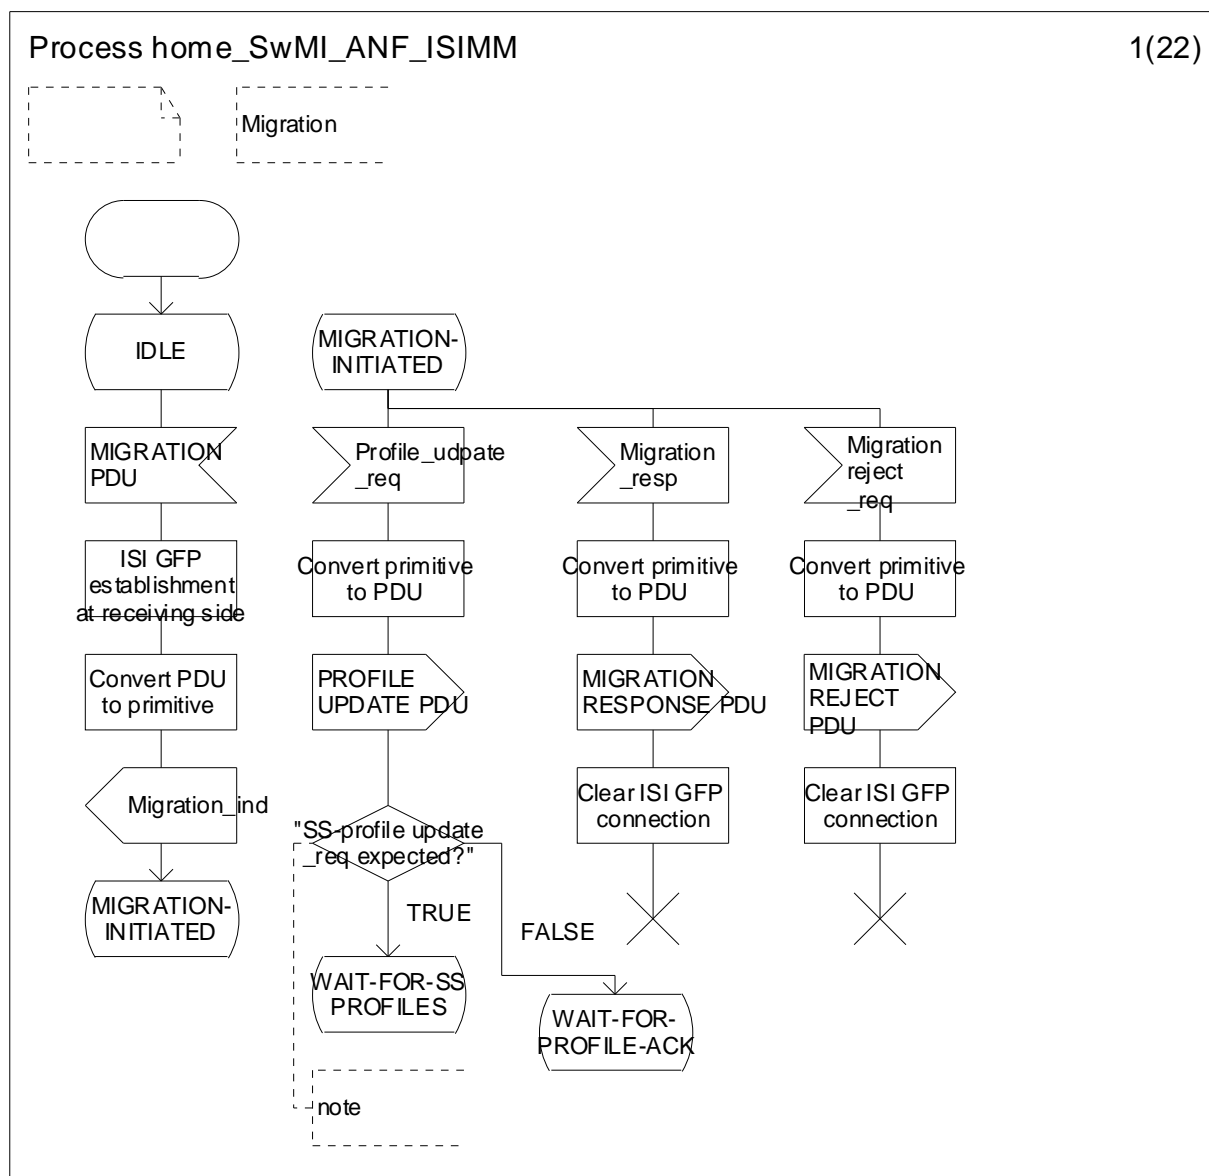 Process home_SwMI_ANF_ISIMM
1(22)
Migration
IDLE
MIGRATION
PDU
ISI GFP
establishment
at receiving side
Convert PDU
to primitive
Migration_ind
MIGRATION-
INITIATED
MIGRATION-
INITIATED
Profile_udpate
_req
Convert primitive
to PDU
PROFILE
UPDATE PDU
"SS-profile update
_req expected?"
TRUE
FALSE
WAIT-FOR-SS
PROFILES
WAIT-FOR-
PROFILE-ACK
note
Migration
_resp
Convert primitive
to PDU
MIGRATION
RESPONSE PDU
Clear ISI GFP
connection
Migration
reject
_req
Convert primitive
to PDU
MIGRATION
REJECT
PDU
Clear ISI GFP
connection